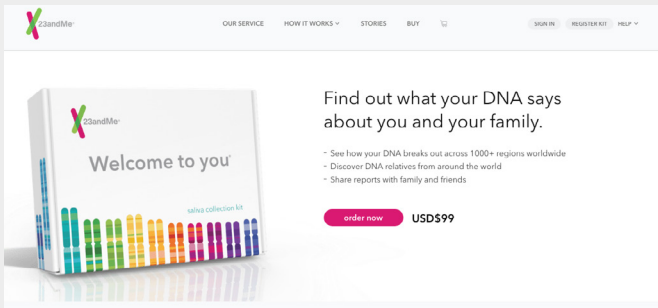 23andMe
OUR SERVICE HOW IT WORKS STORIES BUY SIGN IN REGISTER KIT HELP
Find out what your DNA says
about you and your family.
23andMe
- See how your DNA breaks out across 1000+ regions worldwide
Welcome to you
- Discover DNA relatives from around the world
- Share reports with family and friends
saliva collection kit
order now USD$99